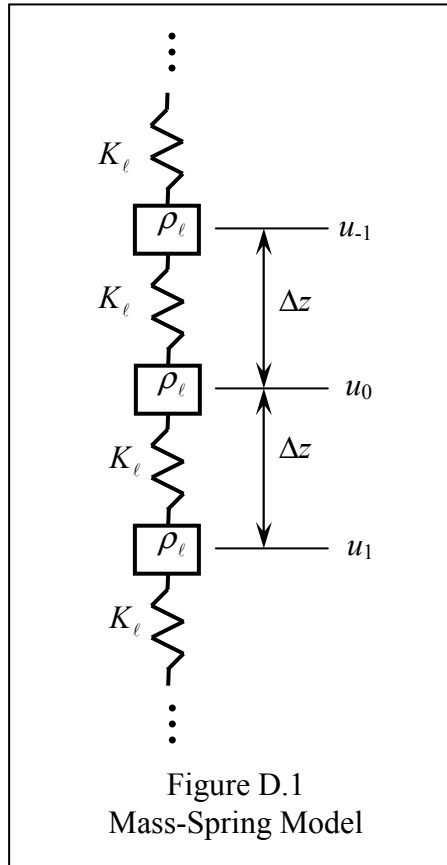 ⋮
K_ℓ
ρ_ℓ u_{-1}
K_ℓ Δz
ρ_ℓ u_0
K_ℓ Δz
ρ_ℓ u_1
K_ℓ
⋮
Figure D.1
Mass-Spring Model